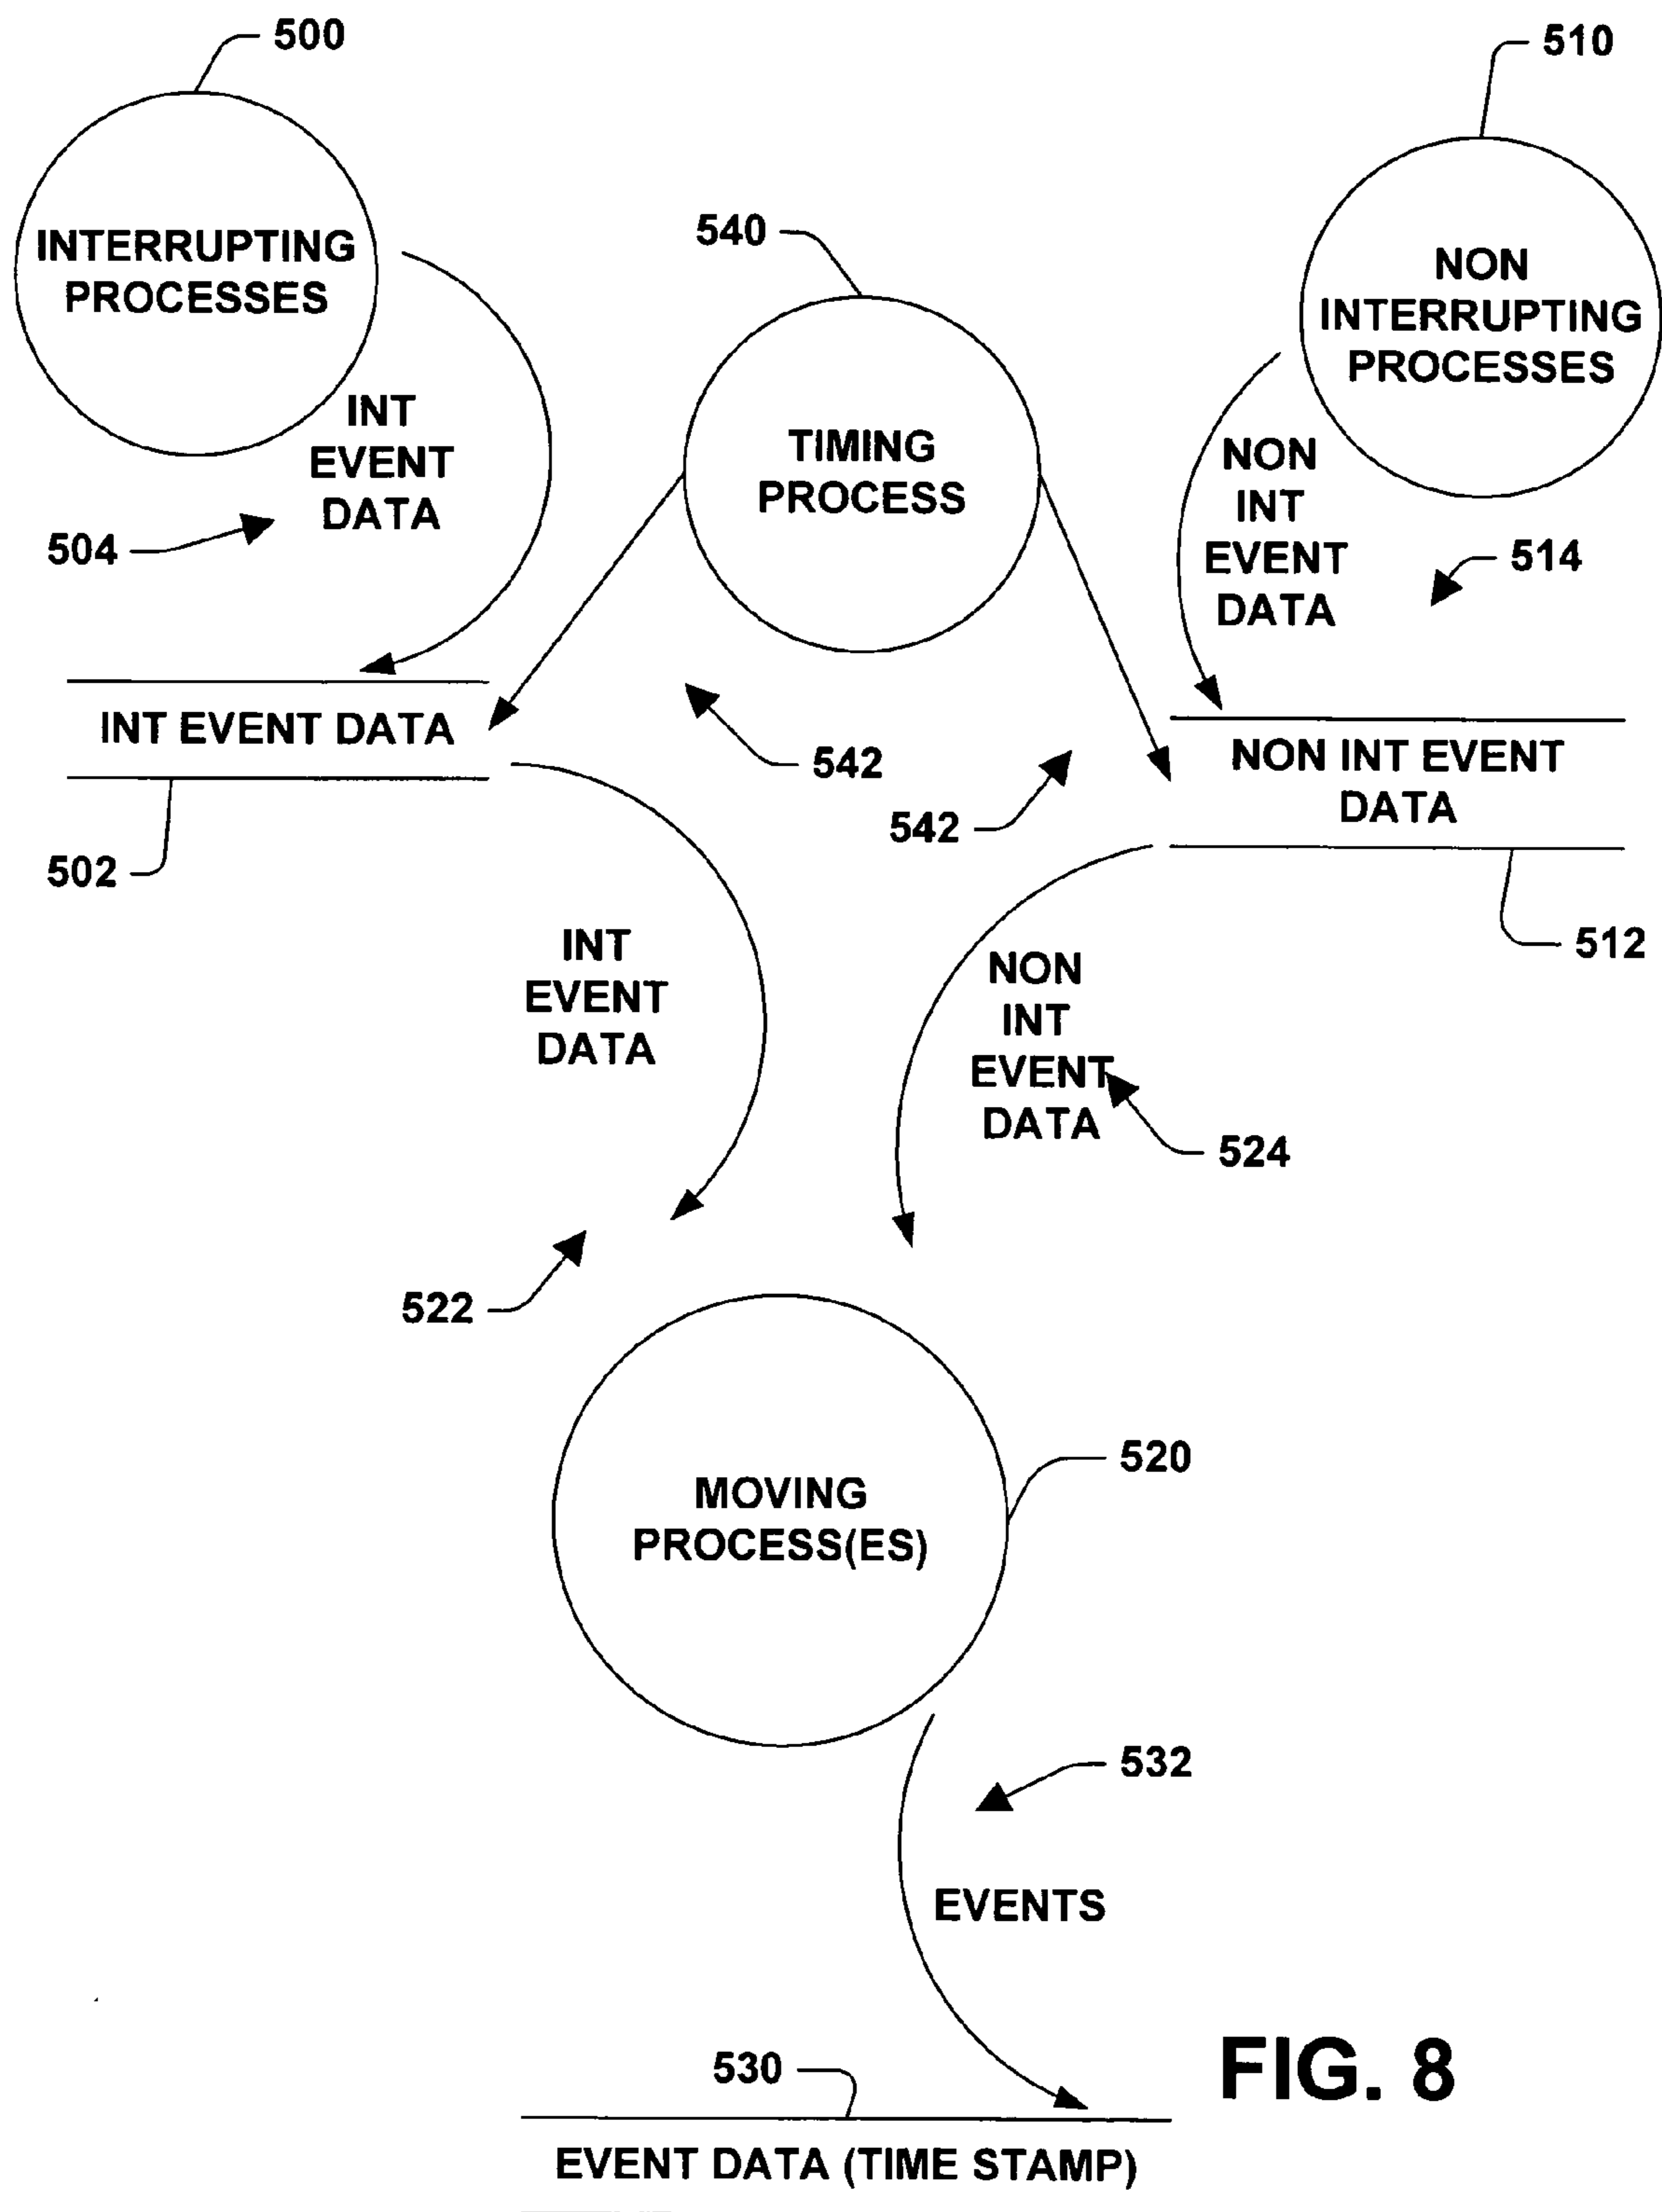 500
510
INTERRUPTING
PROCESSES
540
NON
INTERRUPTING
PROCESSES
INT
EVENT
DATA
504
TIMING
PROCESS
NON
INT
EVENT
DATA
514
INT EVENT DATA
542
NON INT EVENT
DATA
542
502
512
INT
EVENT
DATA
NON
INT
EVENT
DATA
524
522
MOVING
PROCESS(ES)
520
532
EVENTS
FIG. 8
530
EVENT DATA (TIME STAMP)